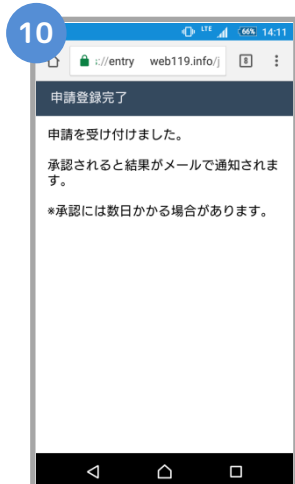 10
LTE 66% 14:11
://entry web119.info/j 8
申請登録完了
申請を受け付けました。
承認されると結果がメールで通知されま
す。
*承認には数日かかる場合があります。